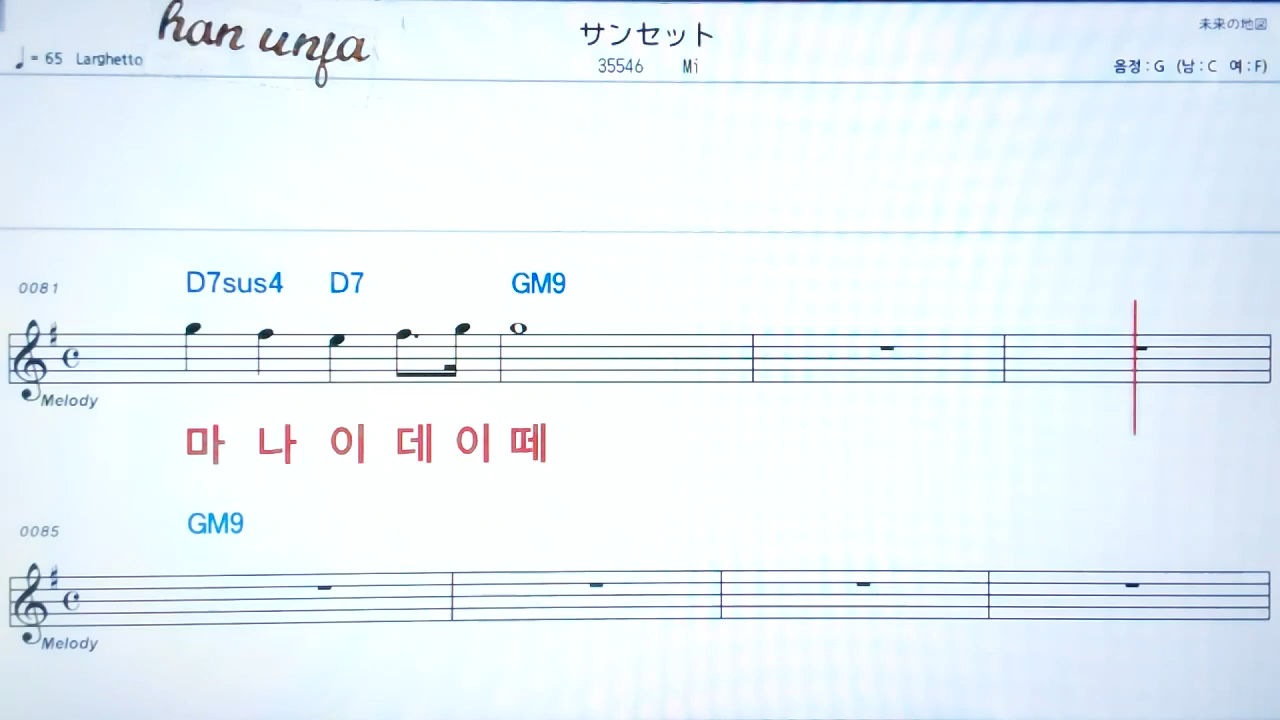 han unja
サンセット
未来の地図
♩= 65 Larghetto
35546 Mi
음정 : G (남 : C 여 : F)
0081
D7sus4 D7 GM9
Melody
마 나 이 데 이 떼
0085
GM9
Melody